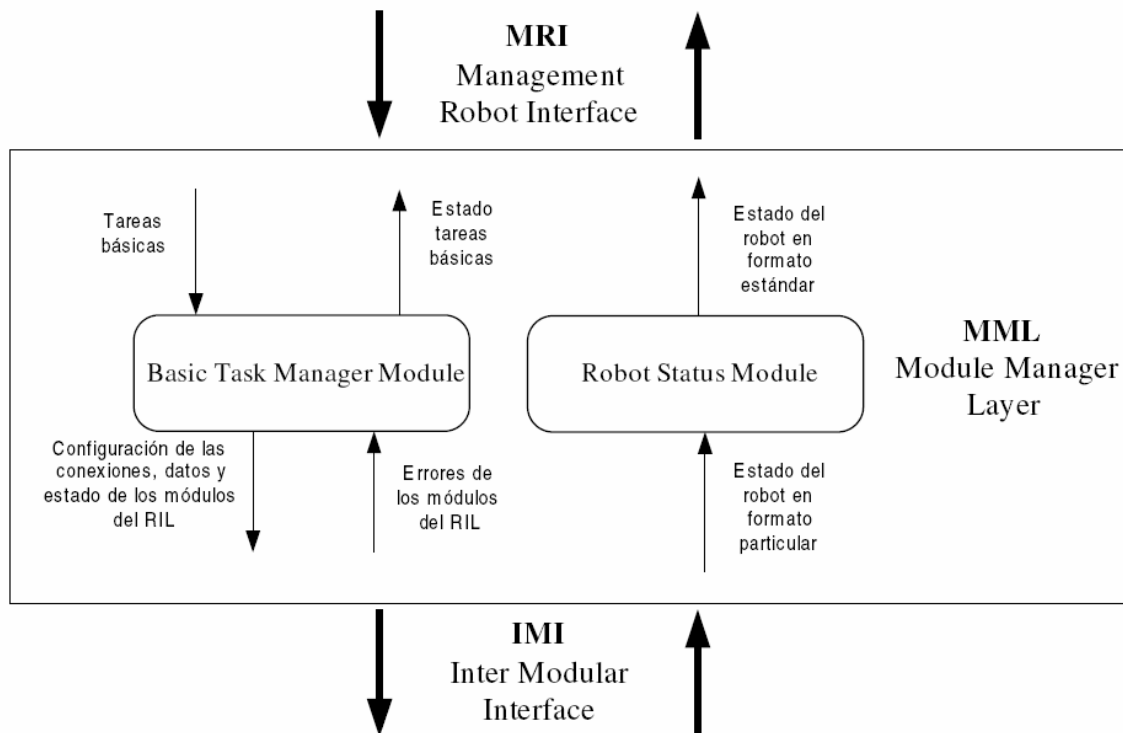 MRI
Management
Robot Interface
Tareas
básicas
Estado
tareas
básicas
Estado del
robot en
formato
estándar
Basic Task Manager Module
Robot Status Module
MML
Module Manager
Layer
Configuración de las
conexiones, datos y
estado de los módulos
del RIL
Errores de
los módulos
del RIL
Estado del
robot en
formato
particular
IMI
Inter Modular
Interface